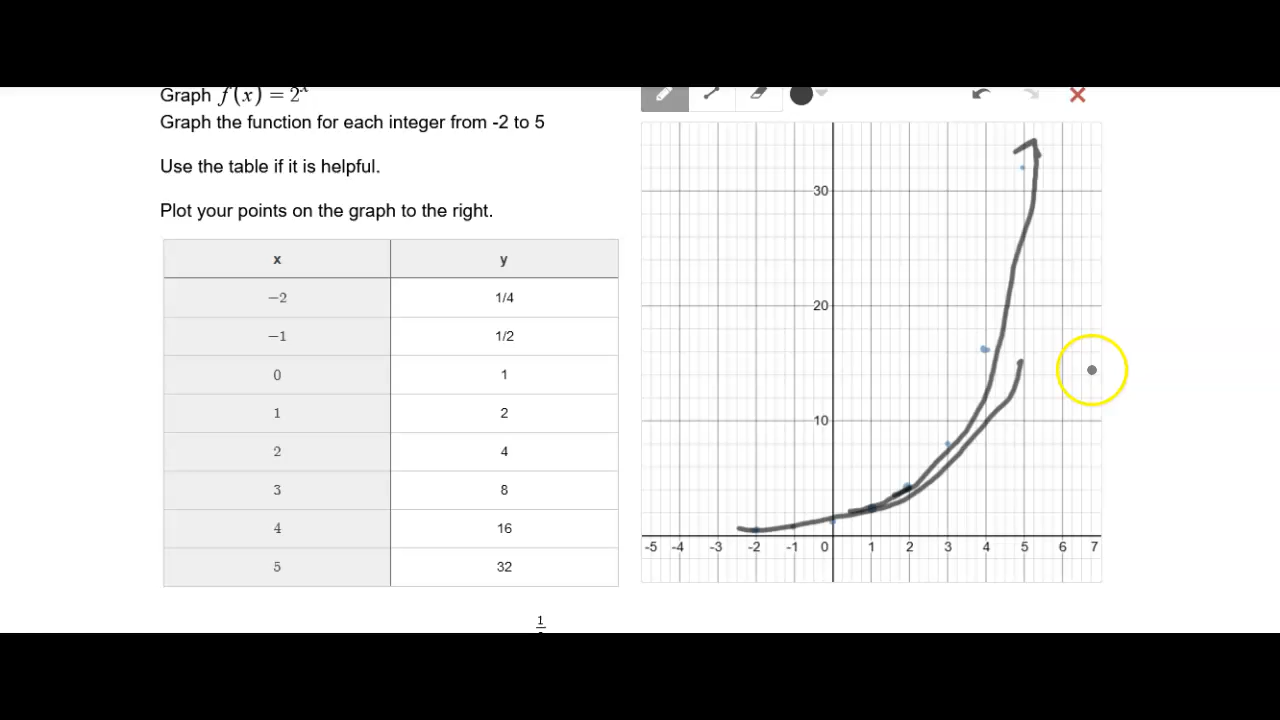 Graph f(x) = 2^x
Graph the function for each integer from -2 to 5
Use the table if it is helpful.
Plot your points on the graph to the right.
x y
−2 1/4
−1 1/2
0 1
1 2
2 4
3 8
4 16
5 32
30
20
10
-5 -4 -3 -2 -1 0 1 2 3 4 5 6 7
1